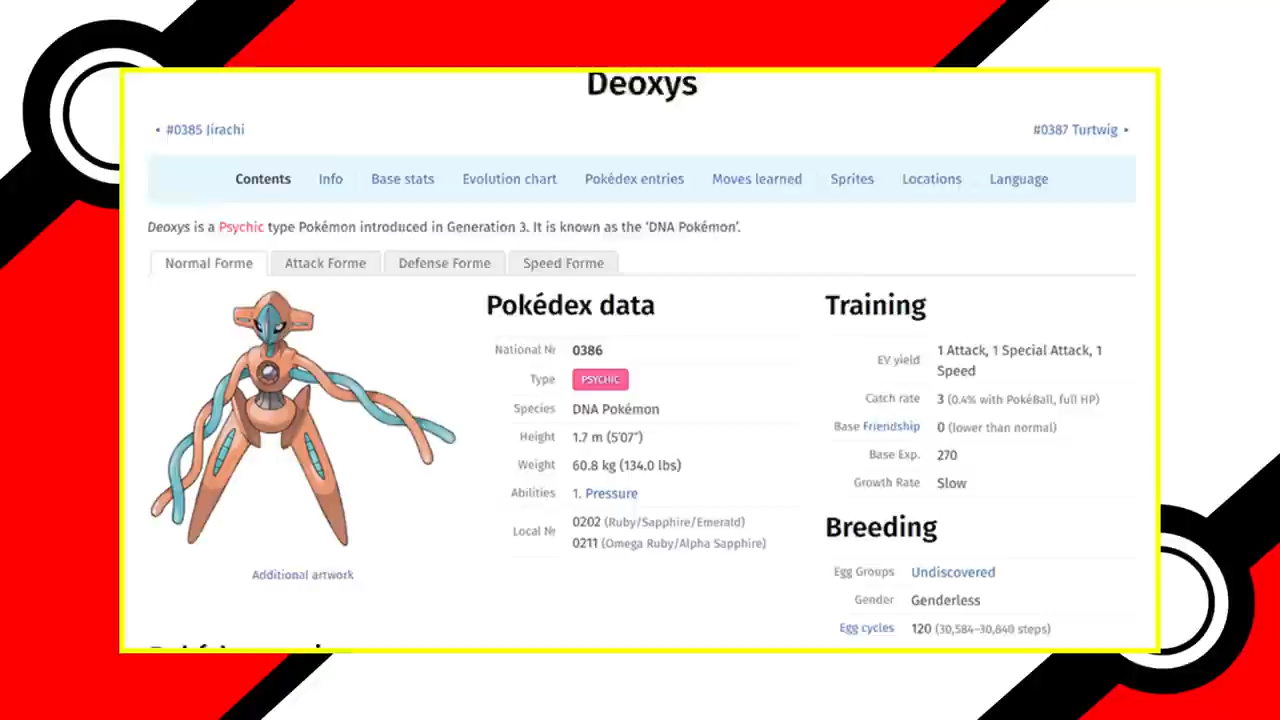 Deoxys
#0385 Jirachi
#0387 Turtwig
Contents Info Base stats Evolution chart Pokédex entries Moves learned Sprites Locations Language
Deoxys is a Psychic type Pokémon introduced in Generation 3. It is known as the ‘DNA Pokémon’.
Normal Forme Attack Forme Defense Forme Speed Forme
Additional artwork
Pokédex data
National № 0386
Type PSYCHIC
Species DNA Pokémon
Height 1.7 m (5′07″)
Weight 60.8 kg (134.0 lbs)
Abilities 1. Pressure
Local № 0202 (Ruby/Sapphire/Emerald)
0211 (Omega Ruby/Alpha Sapphire)
Training
EV yield 1 Attack, 1 Special Attack, 1
Speed
Catch rate 3 (0.4% with PokéBall, full HP)
Base Friendship 0 (lower than normal)
Base Exp. 270
Growth Rate Slow
Breeding
Egg Groups Undiscovered
Gender Genderless
Egg cycles 120 (30,584–30,840 steps)